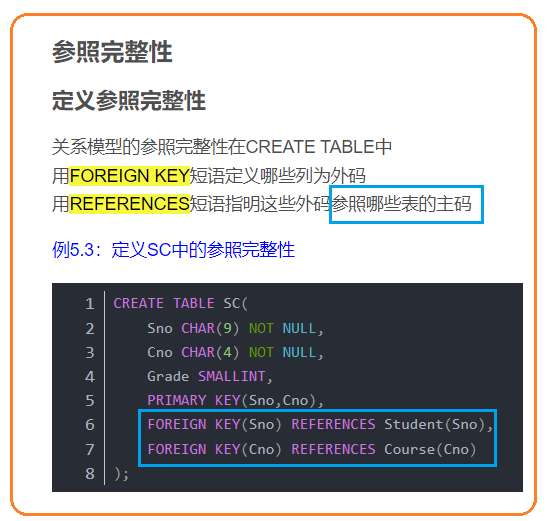 参照完整性
定义参照完整性
关系模型的参照完整性在CREATE TABLE中
用FOREIGN KEY短语定义哪些列为外码
用REFERENCES短语指明这些外码参照哪些表的主码
例5.3：定义SC中的参照完整性
1 CREATE TABLE SC(
2 Sno CHAR(9) NOT NULL,
3 Cno CHAR(4) NOT NULL,
4 Grade SMALLINT,
5 PRIMARY KEY(Sno,Cno),
6 FOREIGN KEY(Sno) REFERENCES Student(Sno),
7 FOREIGN KEY(Cno) REFERENCES Course(Cno)
8 );